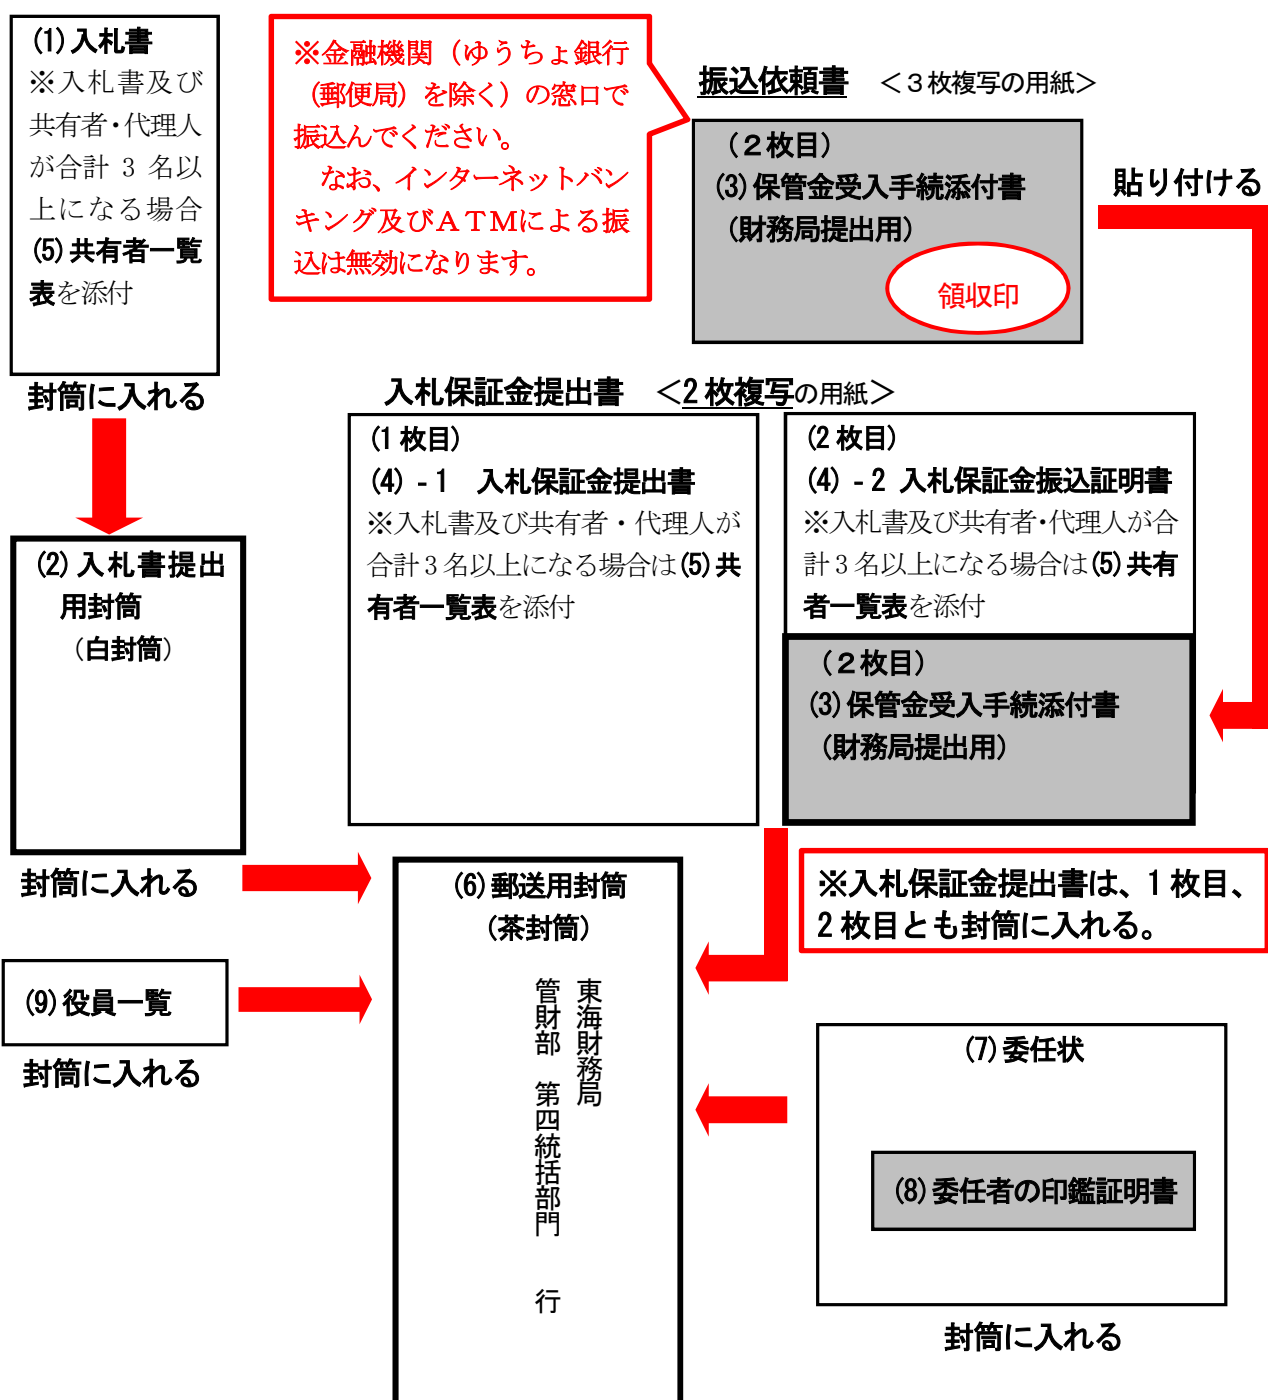 (1)入札書
※入札書及び
共有者・代理人
が合計 3 名以
上になる場合
(5)共有者一覧
表を添付
封筒に入れる
※金融機関（ゆうちょ銀行
（郵便局）を除く）の窓口で
振込んでください。
なお、インターネットバン
キング及びＡＴＭによる振
込は無効になります。
振込依頼書　＜３枚複写の用紙＞
（２枚目）
(3)保管金受入手続添付書
（財務局提出用）
領収印
貼り付ける
入札保証金提出書　＜2 枚複写の用紙＞
(1 枚目)
(4) - 1　入札保証金提出書
※入札書及び共有者・代理人が
合計 3 名以上になる場合は(5)共
有者一覧表を添付
(2 枚目)
(4) - 2 入札保証金振込証明書
※入札書及び共有者・代理人が合
計 3 名以上になる場合は(5)共有
者一覧表を添付
（２枚目）
(3)保管金受入手続添付書
（財務局提出用）
(2)入札書提出
用封筒
（白封筒）
封筒に入れる
※入札保証金提出書は、1 枚目、
2 枚目とも封筒に入れる。
(6)郵送用封筒
（茶封筒）
東海財務局
管財部　第四統括部門　行
(9)役員一覧
封筒に入れる
(7)委任状
(8)委任者の印鑑証明書
封筒に入れる